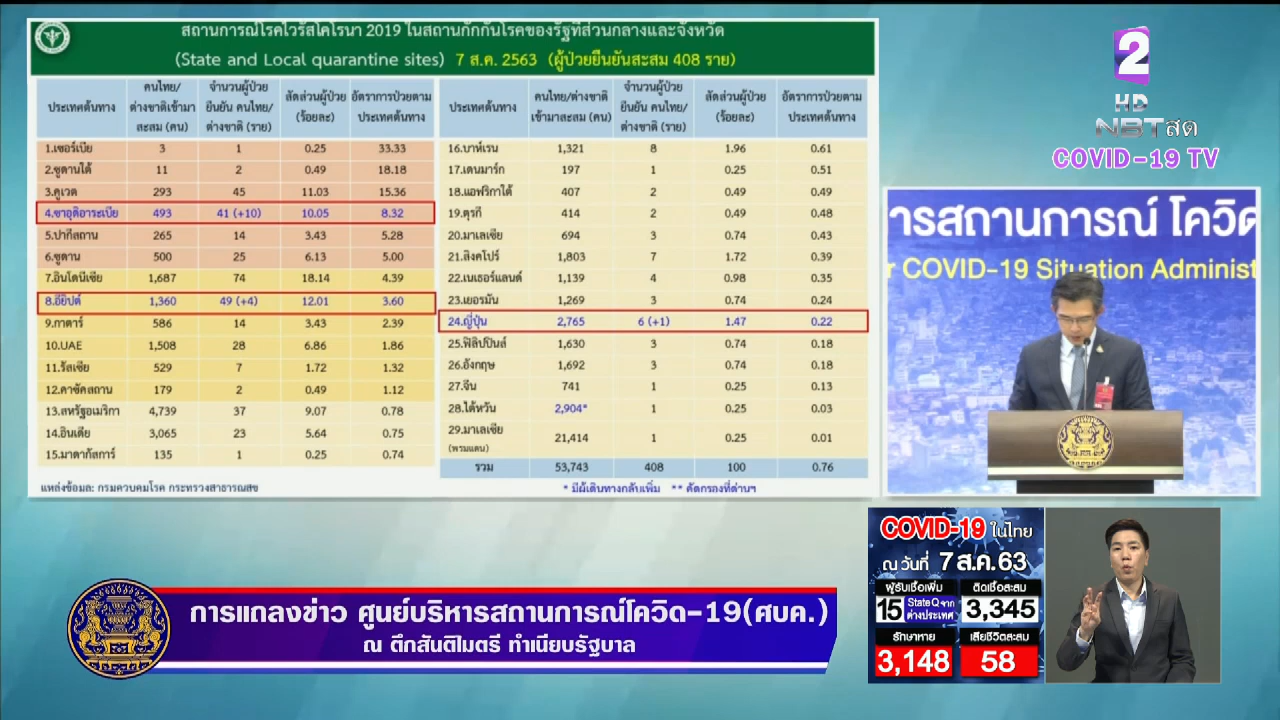 สถานการณ์โรคไวรัสโคโรนา 2019 ในสถานกักกันโรคของรัฐที่ส่วนกลางและจังหวัด
(State and Local quarantine sites) 7 ส.ค. 2563 (ผู้ป่วยยืนยันสะสม 408 ราย)
ประเทศต้นทาง คนไทย/ต่างชาติเข้ามาสะสม (คน) จำนวนผู้ป่วยยืนยัน คนไทย/ต่างชาติ (ราย) สัดส่วนผู้ป่วย (ร้อยละ) อัตราการป่วยตามประเทศต้นทาง
1.เซอร์เบีย 3 1 0.25 33.33
2.ซูดานใต้ 11 2 0.49 18.18
3.คูเวต 293 45 11.03 15.36
4.ซาอุดิอาระเบีย 493 41 (+10) 10.05 8.32
5.ปากีสถาน 265 14 3.43 5.28
6.ซูดาน 500 25 6.13 5.00
7.อินโดนีเซีย 1,687 74 18.14 4.39
8.อียิปต์ 1,360 49 (+4) 12.01 3.60
9.กาตาร์ 586 14 3.43 2.39
10.UAE 1,508 28 6.86 1.86
11.รัสเซีย 529 7 1.72 1.32
12.คาซัคสถาน 179 2 0.49 1.12
13.สหรัฐอเมริกา 4,739 37 9.07 0.78
14.อินเดีย 3,065 23 5.64 0.75
15.มาดากัสการ์ 135 1 0.25 0.74
ประเทศต้นทาง คนไทย/ต่างชาติเข้ามาสะสม (คน) จำนวนผู้ป่วยยืนยัน คนไทย/ต่างชาติ (ราย) สัดส่วนผู้ป่วย (ร้อยละ) อัตราการป่วยตามประเทศต้นทาง
16.บาห์เรน 1,321 8 1.96 0.61
17.เดนมาร์ก 197 1 0.25 0.51
18.แอฟริกาใต้ 407 2 0.49 0.49
19.ตุรกี 414 2 0.49 0.48
20.มาเลเซีย 694 3 0.74 0.43
21.สิงคโปร์ 1,803 7 1.72 0.39
22.เนเธอร์แลนด์ 1,139 4 0.98 0.35
23.เยอรมัน 1,269 3 0.74 0.24
24.ญี่ปุ่น 2,765 6 (+1) 1.47 0.22
25.ฟิลิปปินส์ 1,630 3 0.74 0.18
26.อังกฤษ 1,692 3 0.74 0.18
27.จีน 741 1 0.25 0.13
28.ไต้หวัน 2,904* 1 0.25 0.03
29.มาเลเซีย (พรมแดน) 21,414 1 0.25 0.01
รวม 53,743 408 100 0.76
แหล่งข้อมูล: กรมควบคมโรค กระทรวงสาธารณสข
* มีผู้เดินทางกลับเพิ่ม ** คัดกรองที่ด่านฯ
2
HD
NBTสด
COVID-19 TV
ารสถานการณ์ โควิด
r COVID-19 Situation Administ
COVID-19 ในไทย
ณ วันที่ 7 ส.ค.63
ผู้รับเชื้อเพิ่ม ติดเชื้อสะสม
15 State Q จากต่างประเทศ 3,345
รักษาหาย เสียชีวิตสะสม
3,148 58
การแถลงข่าว ศูนย์บริหารสถานการณ์โควิด-19(ศบค.)
ณ ตึกสันติไมตรี ทำเนียบรัฐบาล